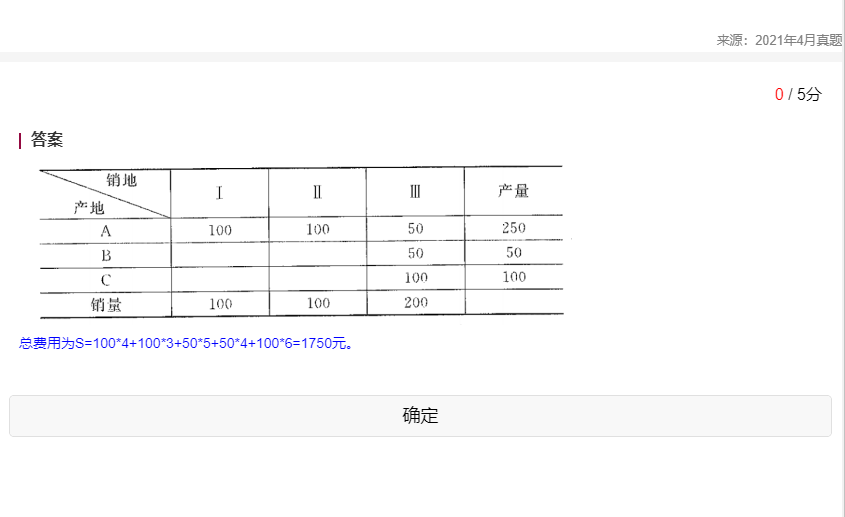 来源：2021年4月真题
0 / 5分
答案
销地 产地 Ⅰ Ⅱ Ⅲ 产量
A 100 100 50 250
B 50 50
C 100 100
销量 100 100 200
总费用为S=100*4+100*3+50*5+50*4+100*6=1750元。
确定